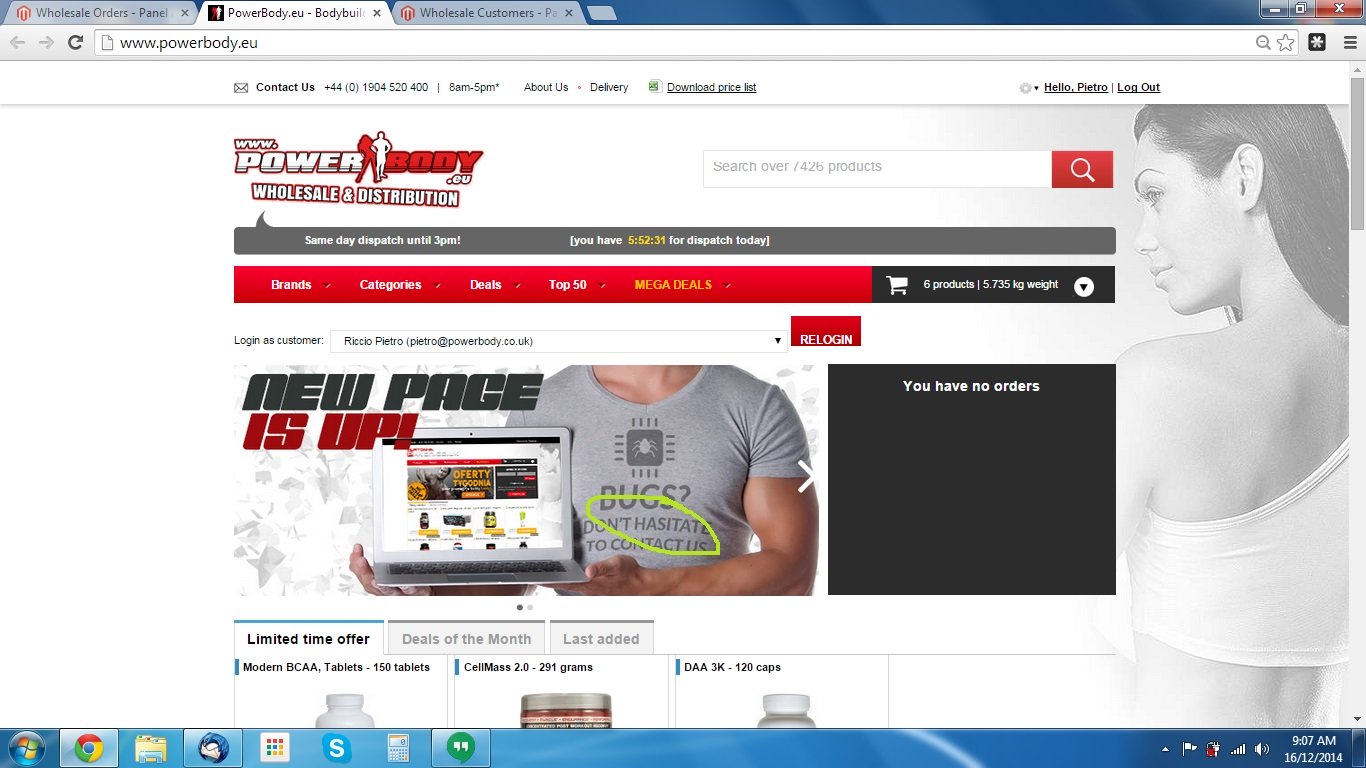 Wholesale Orders - Panel
PowerBody.eu - Bodybuild
Wholesale Customers - Pa
www.powerbody.eu
Contact Us +44 (0) 1904 520 400 | 8am-5pm* About Us • Delivery Download price list
Hello, Pietro | Log Out
www.
POWER BODY
.eu
WHOLESALE & DISTRIBUTION
Search over 7426 products
Same day dispatch until 3pm! [you have 5:52:31 for dispatch today]
Brands Categories Deals Top 50 MEGA DEALS
6 products | 5.735 kg weight
Login as customer: Riccio Pietro (pietro@powerbody.co.uk) RELOGIN
NEW PAGE
IS UP!
OFERTY
TYGODNIA
BUGS?
DON'T HASITATE
TO CONTACT US
You have no orders
Limited time offer Deals of the Month Last added
Modern BCAA, Tablets - 150 tablets
CellMass 2.0 - 291 grams
DAA 3K - 120 caps
CONCENTRATED POST WORKOUT RECOVERY
9:07 AM
16/12/2014